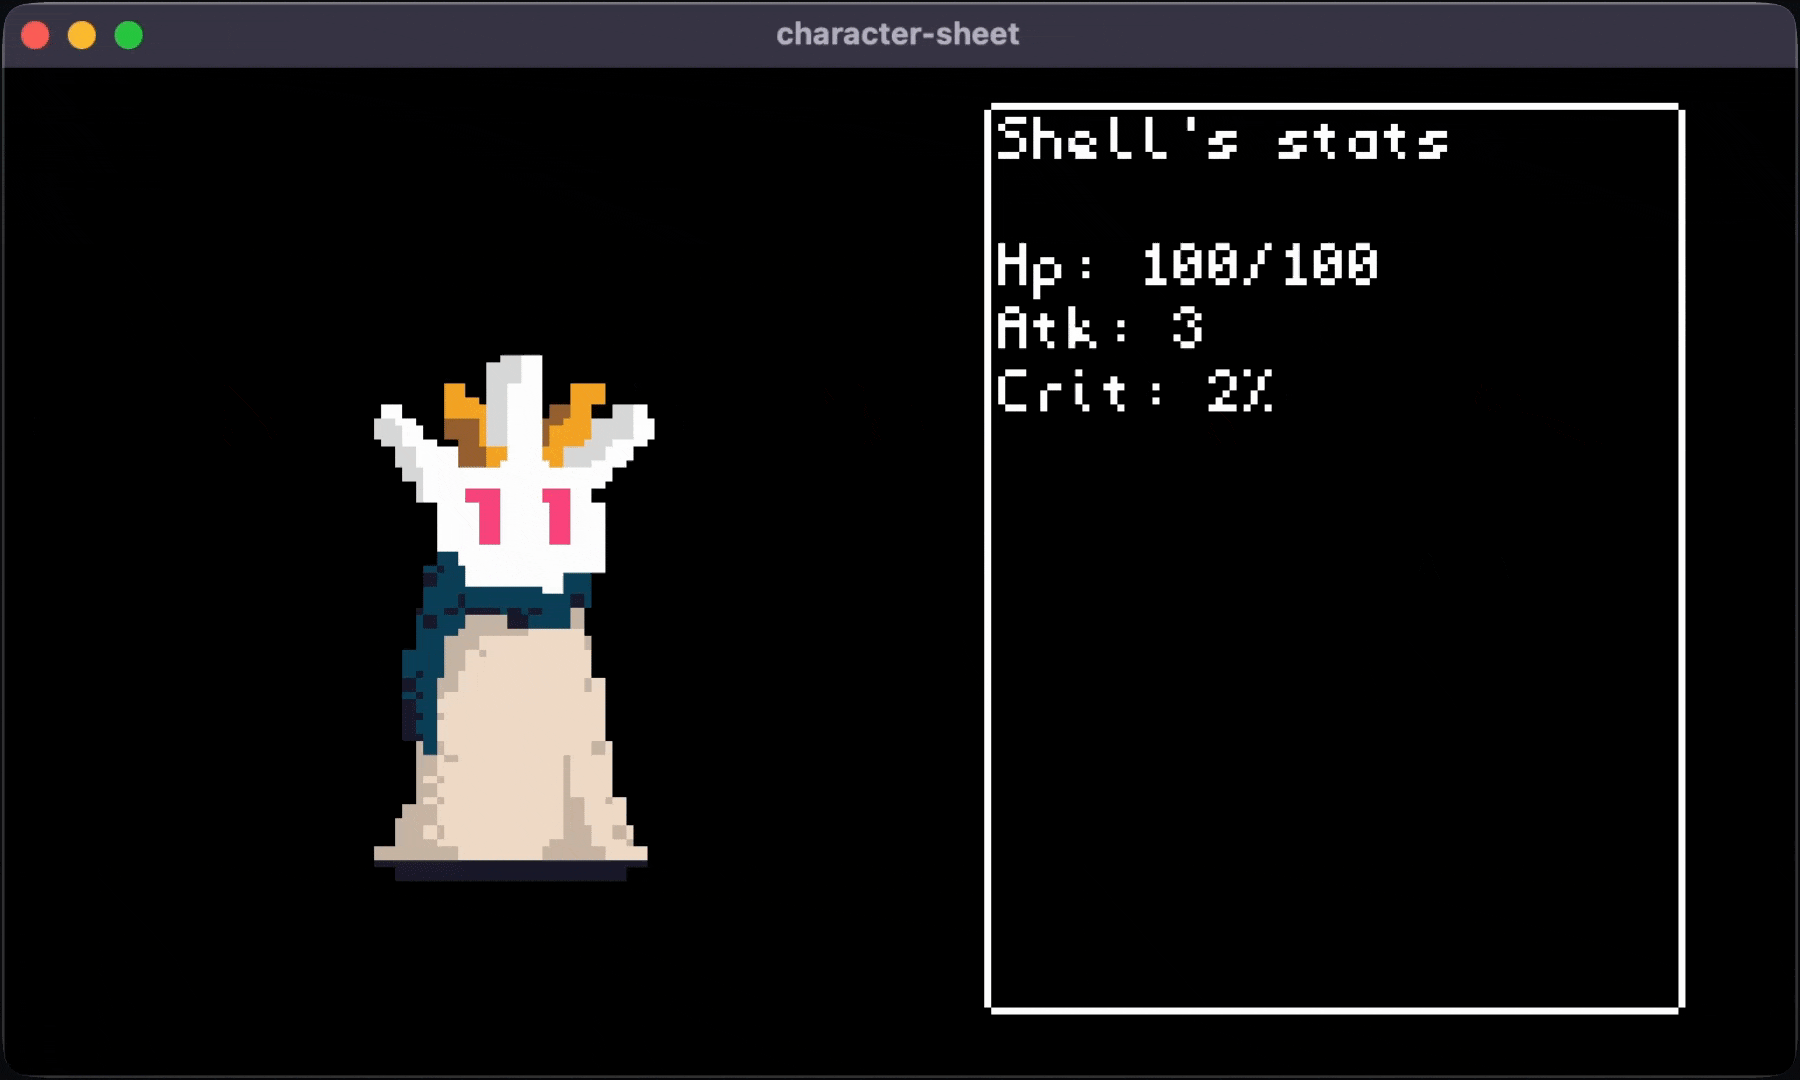 character-sheet
Shell's stats
Hp: 100/100
Atk: 3
Crit: 2%